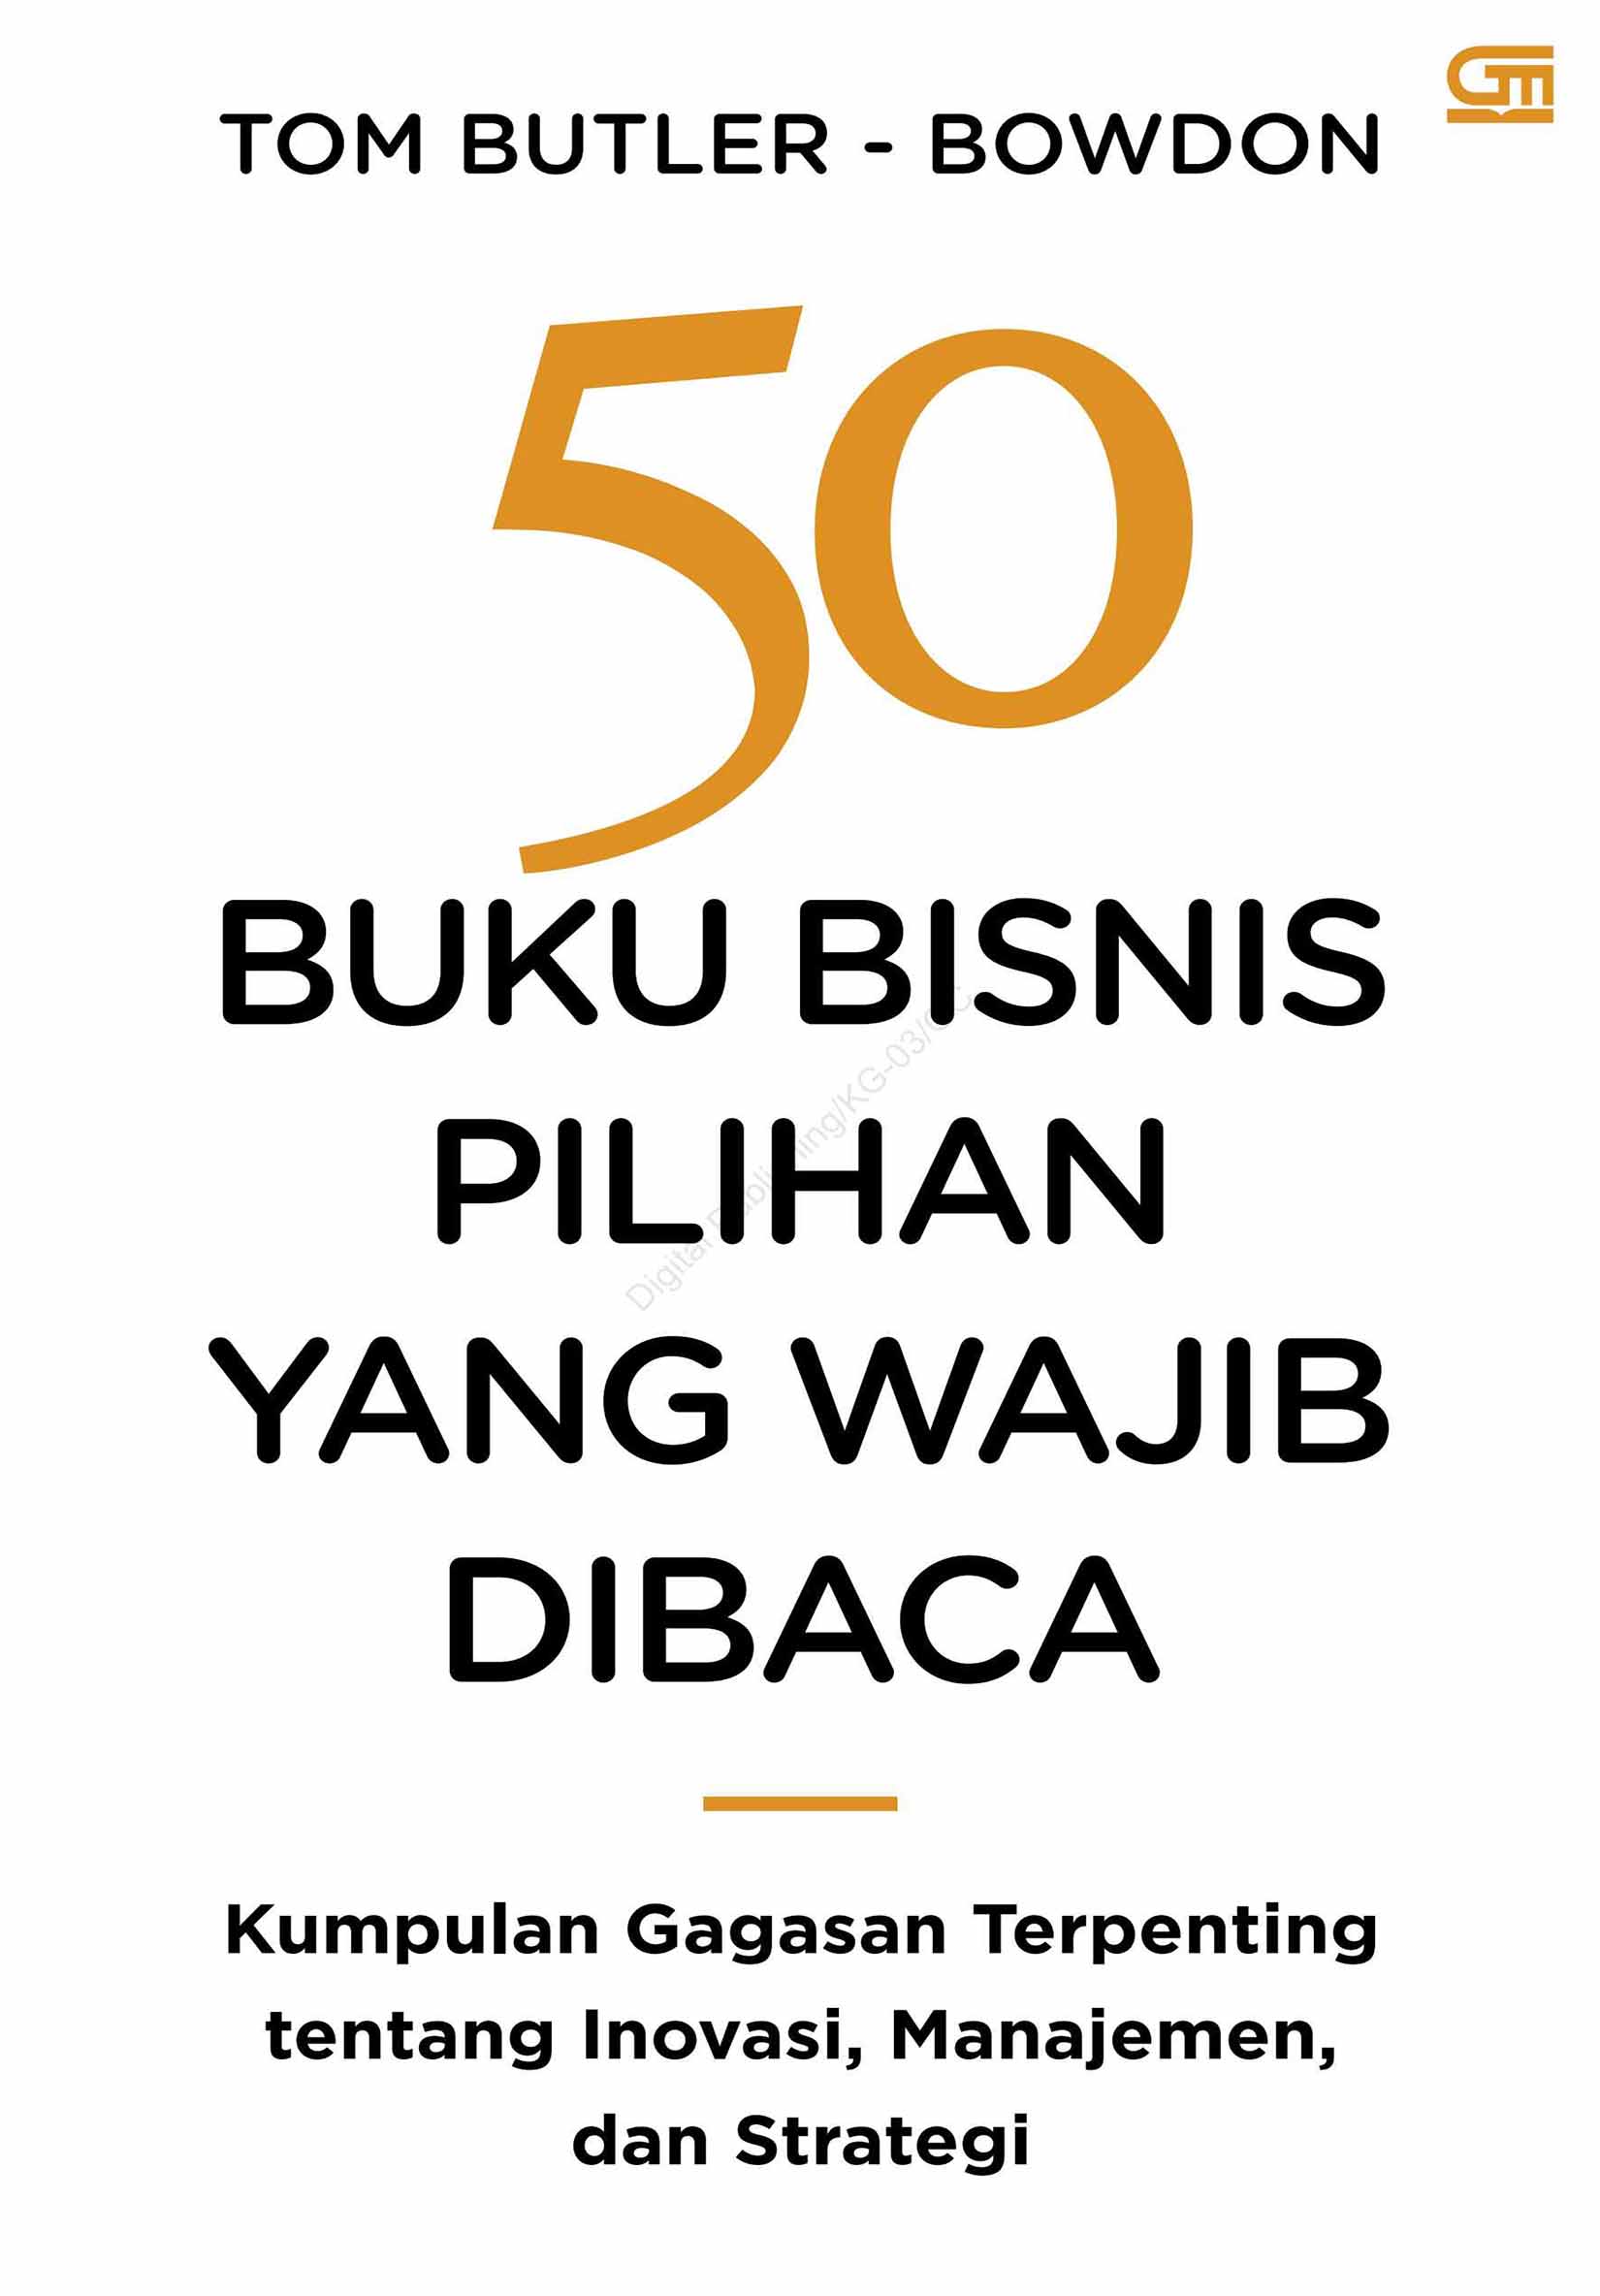 TOM BUTLER - BOWDON
50
BUKU BISNIS
PILIHAN
YANG WAJIB
DIBACA
Kumpulan Gagasan Terpenting
tentang Inovasi, Manajemen,
dan Strategi